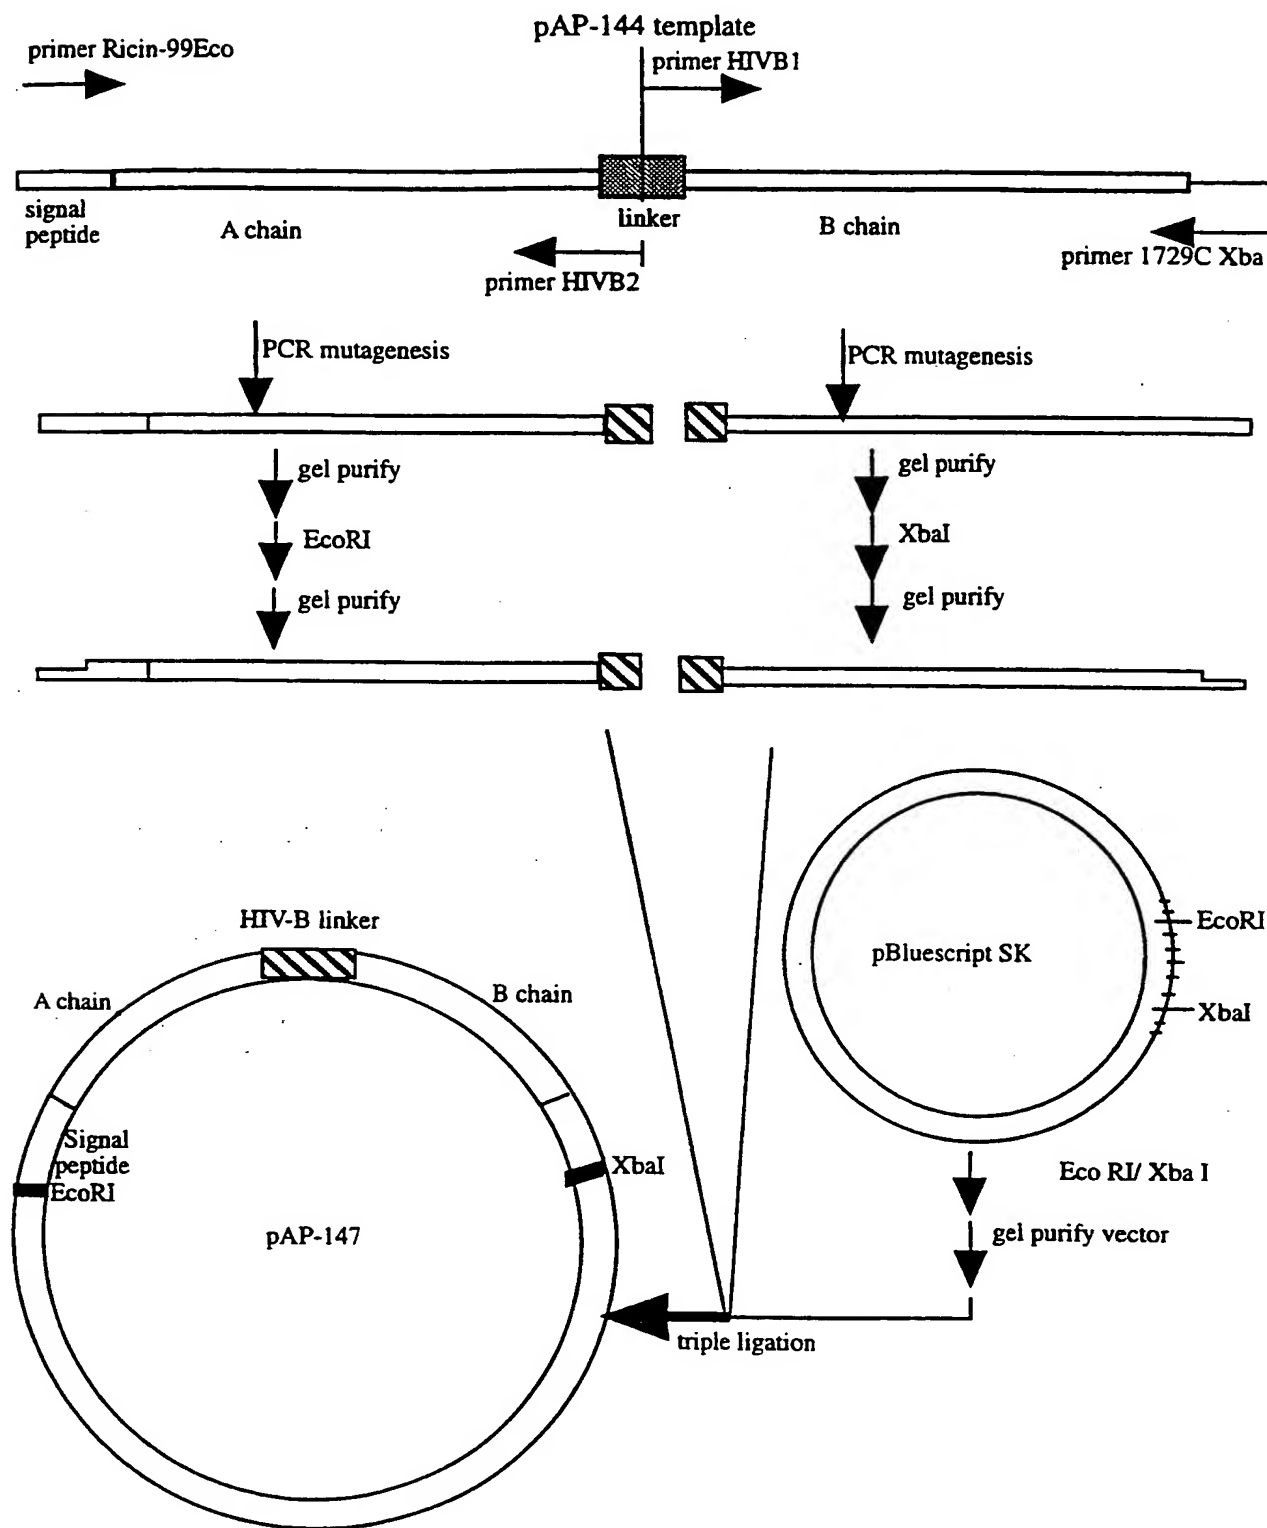 pAP-144 template
primer Ricin-99Eco
primer HIVB1
signal
peptide
A chain
linker
B chain
primer HIVB2
primer 1729C Xba
PCR mutagenesis
PCR mutagenesis
gel purify
gel purify
EcoRI
XbaI
gel purify
gel purify
HIV-B linker
A chain
B chain
pBluescript SK
EcoRI
XbaI
Signal
peptide
EcoRI
XbaI
pAP-147
Eco RI/ Xba I
gel purify vector
triple ligation